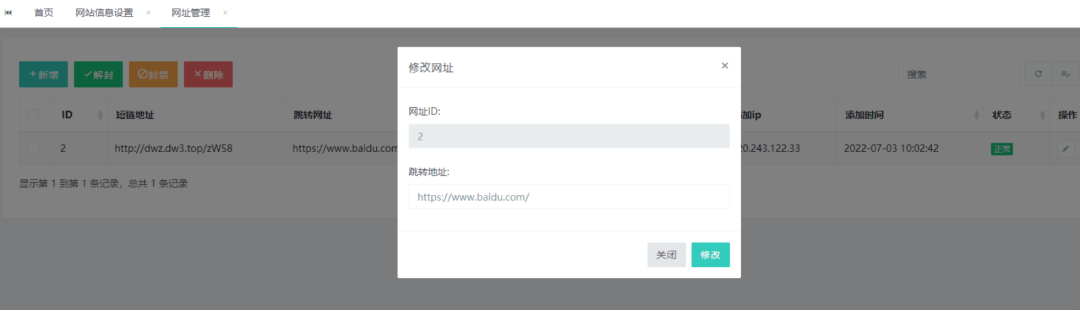 首页 网站信息设置 × 网址管理 ×
修改网址 ×
+新增 ✓解封 封禁 ×删除 搜索
网址ID:
ID 短链地址 跳转网址 加ip 添加时间 状态 操作
2
2 http://dwz.dw3.top/zW58 https://www.baidu.com 20.243.122.33 2022-07-03 10:02:42 正常
跳转地址:
显示第 1 到第 1 条记录，总共 1 条记录
https://www.baidu.com/
关闭 修改